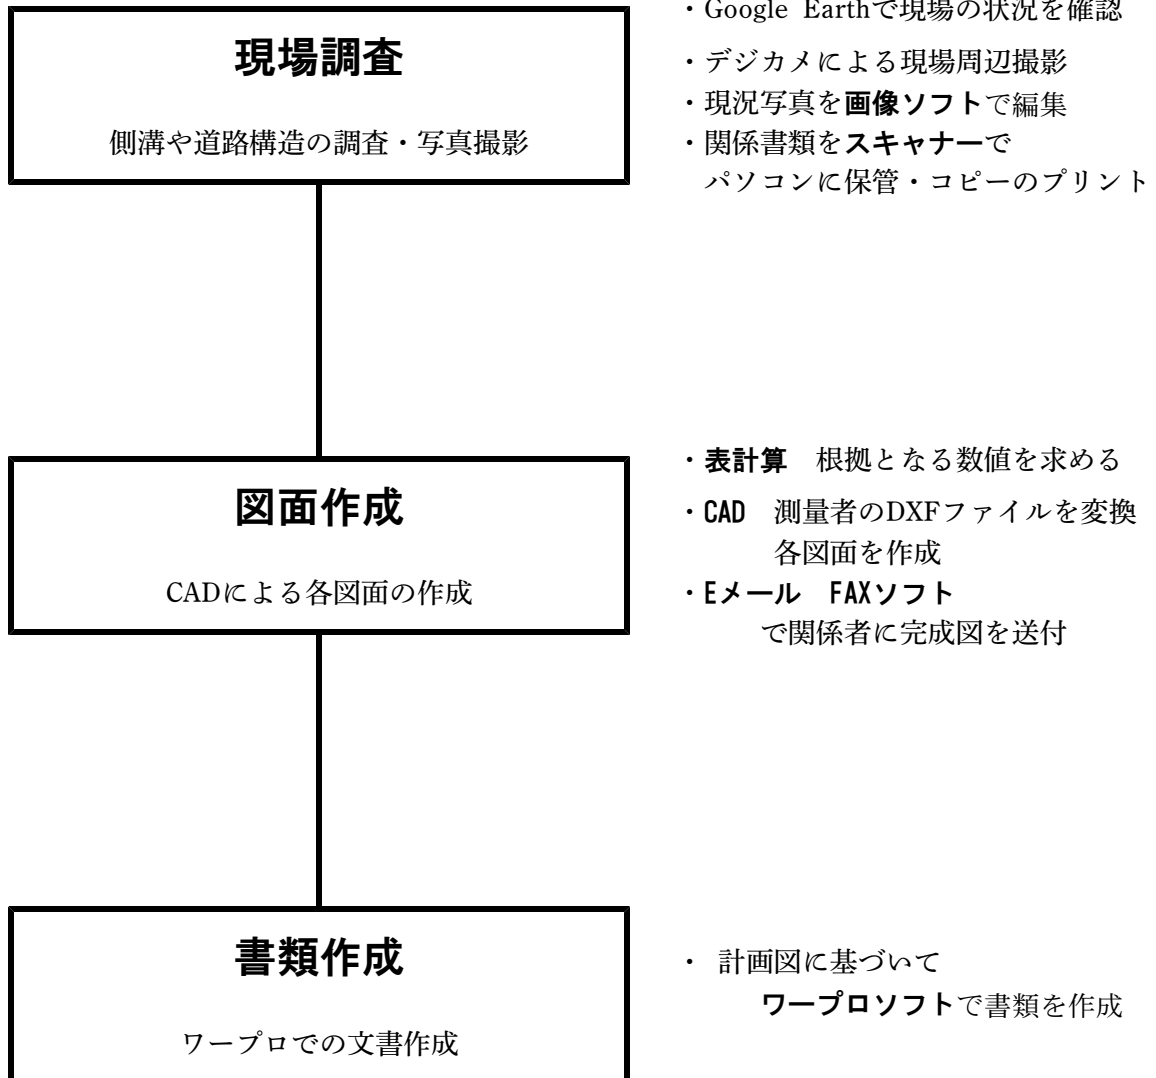 ・Google Earthで現場の状況を確認
現場調査
・デジカメによる現場周辺撮影
・現況写真を画像ソフトで編集
側溝や道路構造の調査・写真撮影
・関係書類をスキャナーで
パソコンに保管・コピーのプリント
・表計算　根拠となる数値を求める
図面作成
・CAD　測量者のDXFファイルを変換
各図面を作成
CADによる各図面の作成
・Eメール　FAXソフト
で関係者に完成図を送付
書類作成
・ 計画図に基づいて
ワープロソフトで書類を作成
ワープロでの文書作成